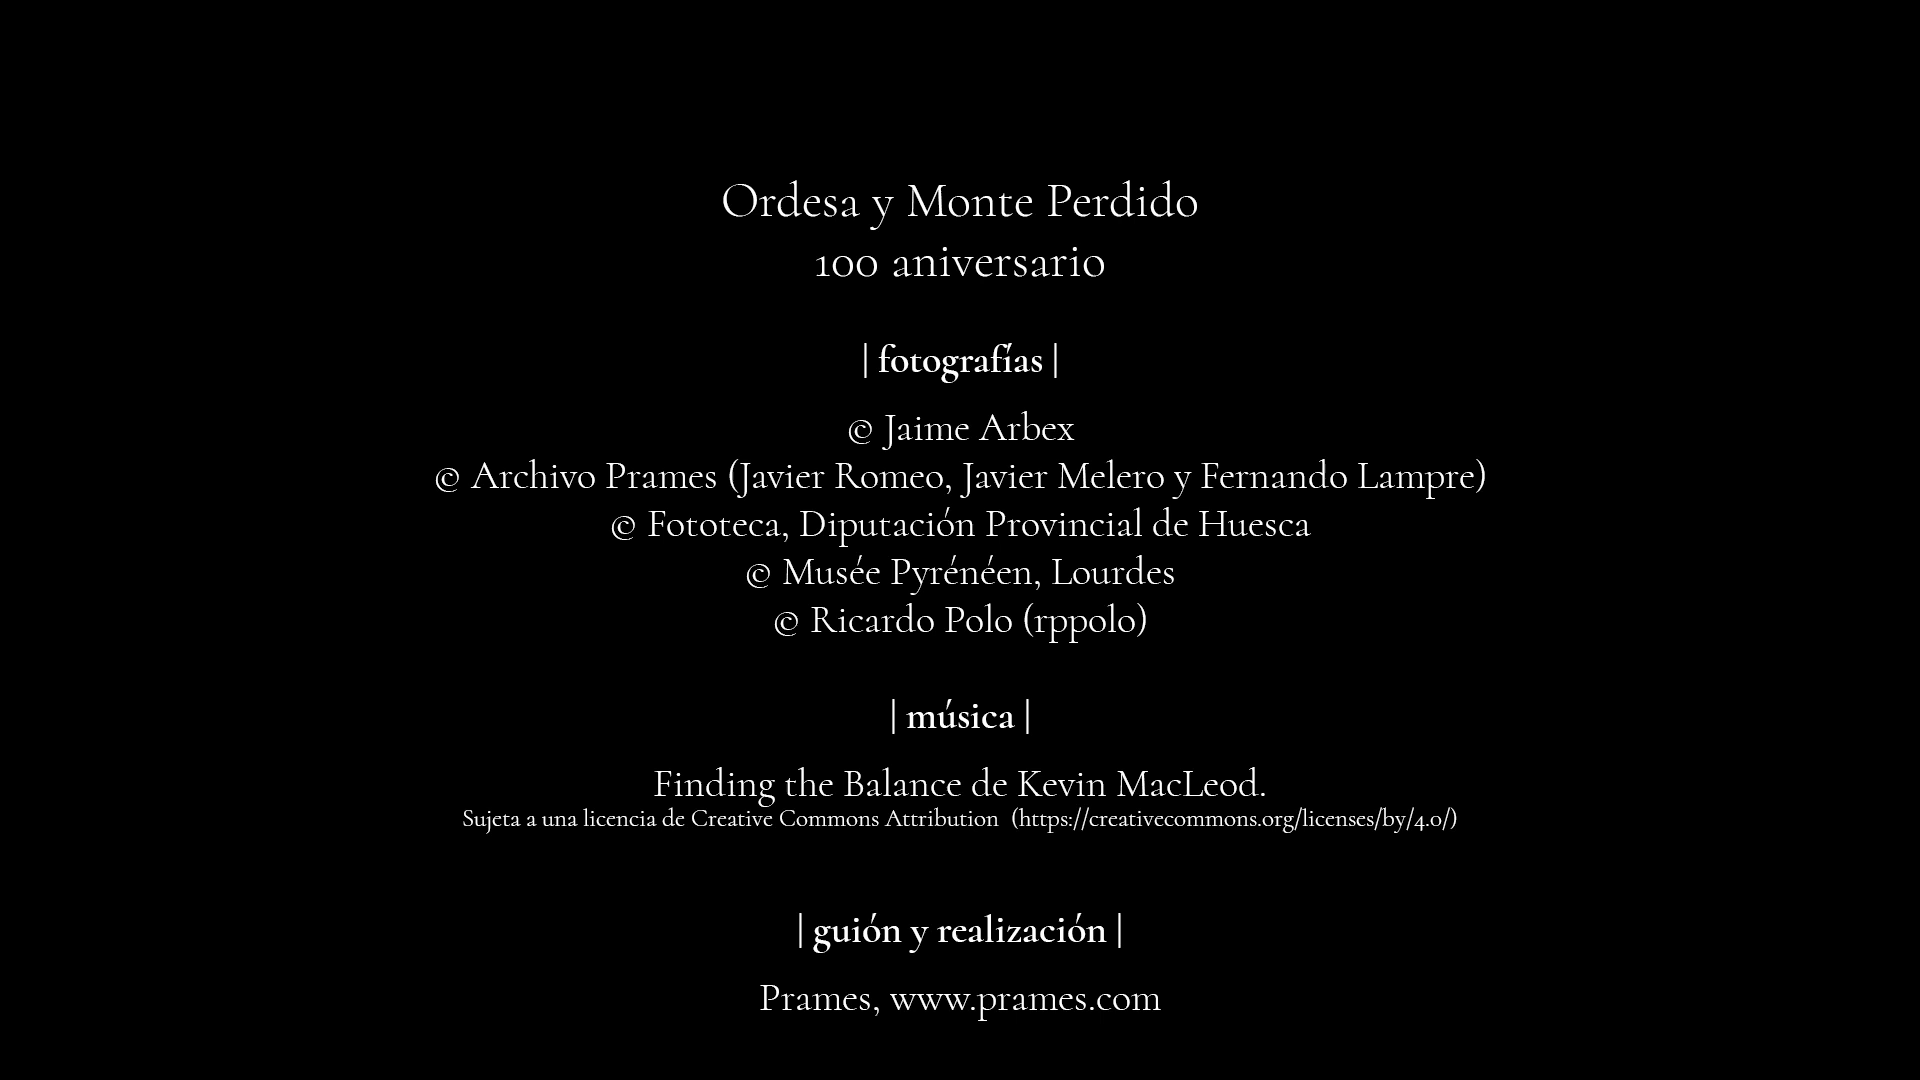 Ordesa y Monte Perdido
100 aniversario
| fotografías |
© Jaime Arbex
© Archivo Prames (Javier Romeo, Javier Melero y Fernando Lampre)
© Fototeca, Diputación Provincial de Huesca
© Musée Pyrénéen, Lourdes
© Ricardo Polo (rppolo)
| música |
Finding the Balance de Kevin MacLeod.
Sujeta a una licencia de Creative Commons Attribution (https://creativecommons.org/licenses/by/4.0/)
| guión y realización |
Prames, www.prames.com